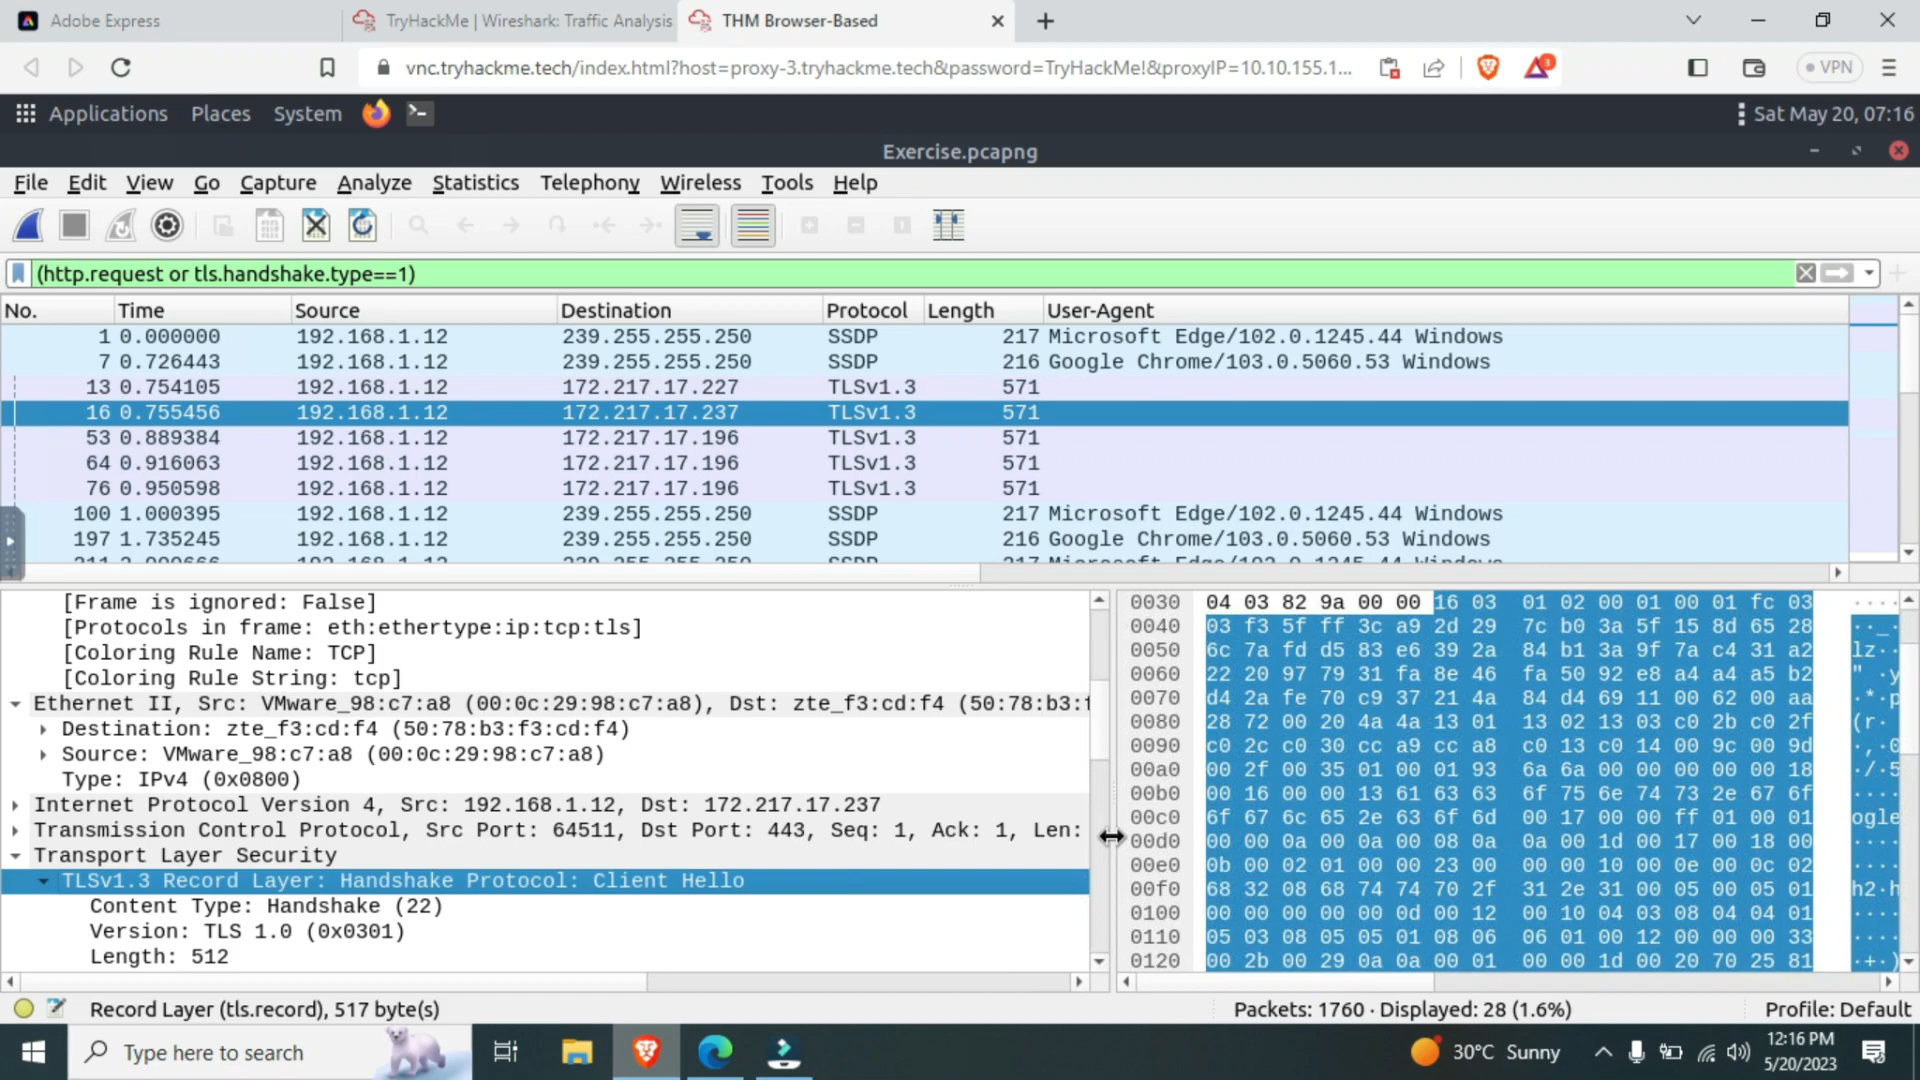 Adobe Express
TryHackMe | Wireshark: Traffic Analysis
THM Browser-Based
vnc.tryhackme.tech/index.html?host=proxy-3.tryhackme.tech&password=TryHackMe!&proxyIP=10.10.155.1...
3
VPN
Applications Places System
Sat May 20, 07:16
Exercise.pcapng
File Edit View Go Capture Analyze Statistics Telephony Wireless Tools Help
(http.request or tls.handshake.type==1)
No. Time Source Destination Protocol Length User-Agent
1 0.000000 192.168.1.12 239.255.255.250 SSDP 217 Microsoft Edge/102.0.1245.44 Windows
7 0.726443 192.168.1.12 239.255.255.250 SSDP 216 Google Chrome/103.0.5060.53 Windows
13 0.754105 192.168.1.12 172.217.17.227 TLSv1.3 571
16 0.755456 192.168.1.12 172.217.17.237 TLSv1.3 571
53 0.889384 192.168.1.12 172.217.17.196 TLSv1.3 571
64 0.916063 192.168.1.12 172.217.17.196 TLSv1.3 571
76 0.950598 192.168.1.12 172.217.17.196 TLSv1.3 571
100 1.000395 192.168.1.12 239.255.255.250 SSDP 217 Microsoft Edge/102.0.1245.44 Windows
197 1.735245 192.168.1.12 239.255.255.250 SSDP 216 Google Chrome/103.0.5060.53 Windows
[Frame is ignored: False]
[Protocols in frame: eth:ethertype:ip:tcp:tls]
[Coloring Rule Name: TCP]
[Coloring Rule String: tcp]
Ethernet II, Src: VMware_98:c7:a8 (00:0c:29:98:c7:a8), Dst: zte_f3:cd:f4 (50:78:b3:f
Destination: zte_f3:cd:f4 (50:78:b3:f3:cd:f4)
Source: VMware_98:c7:a8 (00:0c:29:98:c7:a8)
Type: IPv4 (0x0800)
Internet Protocol Version 4, Src: 192.168.1.12, Dst: 172.217.17.237
Transmission Control Protocol, Src Port: 64511, Dst Port: 443, Seq: 1, Ack: 1, Len:
Transport Layer Security
TLSv1.3 Record Layer: Handshake Protocol: Client Hello
Content Type: Handshake (22)
Version: TLS 1.0 (0x0301)
Length: 512
0030 04 03 82 9a 00 00 16 03 01 02 00 01 00 01 fc 03
0040 03 f3 5f ff 3c a9 2d 29 7c b0 3a 5f 15 8d 65 28
0050 6c 7a fd d5 83 e6 39 2a 84 b1 3a 9f 7a c4 31 a2
0060 22 20 97 79 31 fa 8e 46 fa 50 92 e8 a4 a4 a5 b2
0070 d4 2a fe 70 c9 37 21 4a 84 d4 69 11 00 62 00 aa
0080 28 72 00 20 4a 4a 13 01 13 02 13 03 c0 2b c0 2f
0090 c0 2c c0 30 cc a9 cc a8 c0 13 c0 14 00 9c 00 9d
00a0 00 2f 00 35 01 00 01 93 6a 6a 00 00 00 00 00 18
00b0 00 16 00 00 13 61 63 63 6f 75 6e 74 73 2e 67 6f
00c0 6f 67 6c 65 2e 63 6f 6d 00 17 00 00 ff 01 00 01
00d0 00 00 0a 00 0a 00 08 0a 0a 00 1d 00 17 00 18 00
00e0 0b 00 02 01 00 00 23 00 00 00 10 00 0e 00 0c 02
00f0 68 32 08 68 74 74 70 2f 31 2e 31 00 05 00 05 01
0100 00 00 00 00 00 0d 00 12 00 10 04 03 08 04 04 01
0110 05 03 08 05 05 01 08 06 06 01 00 12 00 00 00 33
0120 00 2b 00 29 0a 0a 00 01 00 00 1d 00 20 70 25 81
····
··_·
lz··
" ·y
·*·p
(r·
·,·0
·/·5
····
ogle
····
····
h2·h
····
····
·+·)
Record Layer (tls.record), 517 byte(s)
Packets: 1760 · Displayed: 28 (1.6%)
Profile: Default
Type here to search
30°C Sunny
12:16 PM
5/20/2023